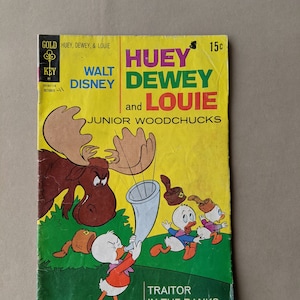 GOLD
KEY
HUEY, DEWEY, & LOUIE
15¢
WALT
DISNEY
HUEY
DEWEY
and LOUIE
JUNIOR WOODCHUCKS
TRAITOR
IN THE RANKS